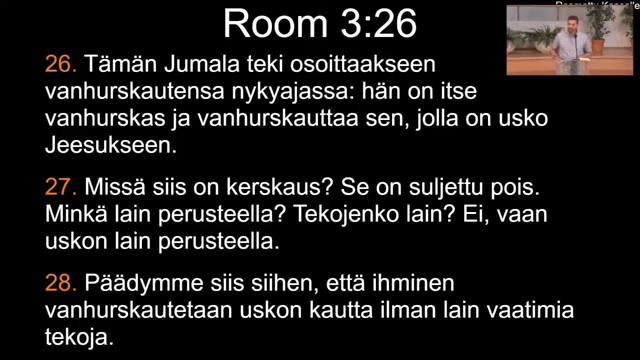 Room 3:26
26. Tämän Jumala teki osoittaakseen
vanhurskautensa nykyajassa: hän on itse
vanhurskas ja vanhurskauttaa sen, jolla on usko
Jeesukseen.
27. Missä siis on kerskaus? Se on suljettu pois.
Minkä lain perusteella? Tekojenko lain? Ei, vaan
uskon lain perusteella.
28. Päädymme siis siihen, että ihminen
vanhurskautetaan uskon kautta ilman lain vaatimia
tekoja.